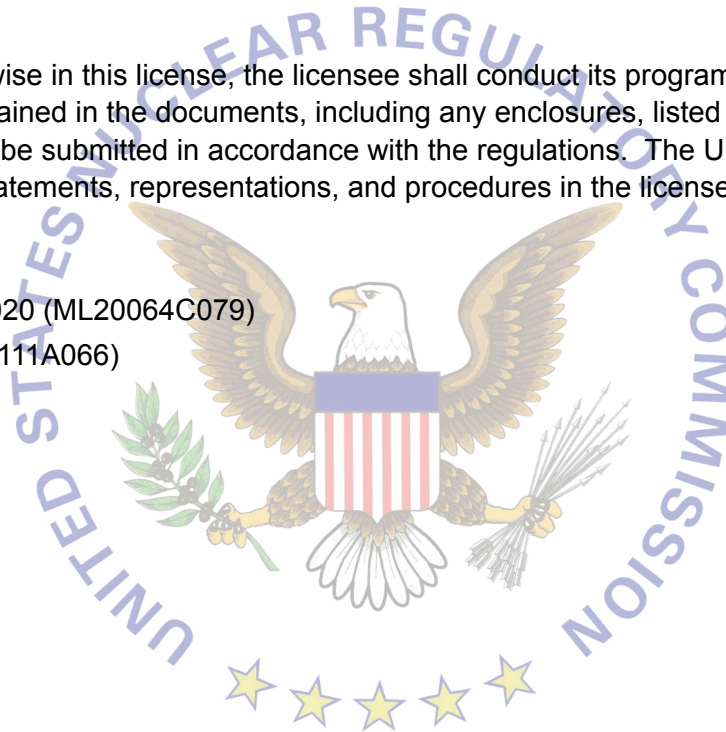 UNITED STATES NUCLEAR REGULATORY COMMISSION
wise in this license, the licensee shall conduct its program
ained in the documents, including any enclosures, listed
be submitted in accordance with the regulations. The U
atements, representations, and procedures in the license
020 (ML20064C079)
111A066)